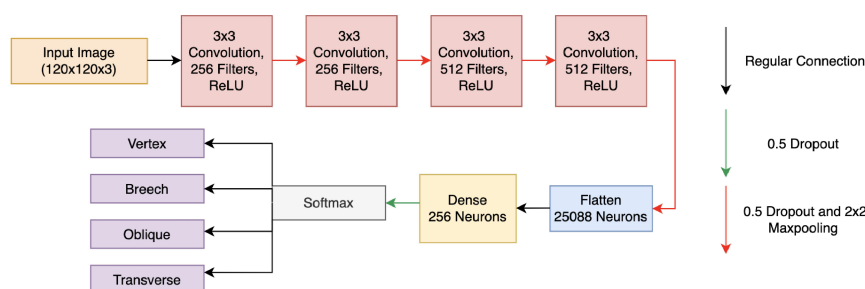 Input Image
(120x120x3)
3x3
Convolution,
256 Filters,
ReLU
3x3
Convolution,
256 Filters,
ReLU
3x3
Convolution,
512 Filters,
ReLU
3x3
Convolution,
512 Filters,
ReLU
Regular Connection
0.5 Dropout
0.5 Dropout and 2x2
Maxpooling
Vertex
Breech
Oblique
Transverse
Softmax
Dense
256 Neurons
Flatten
25088 Neurons